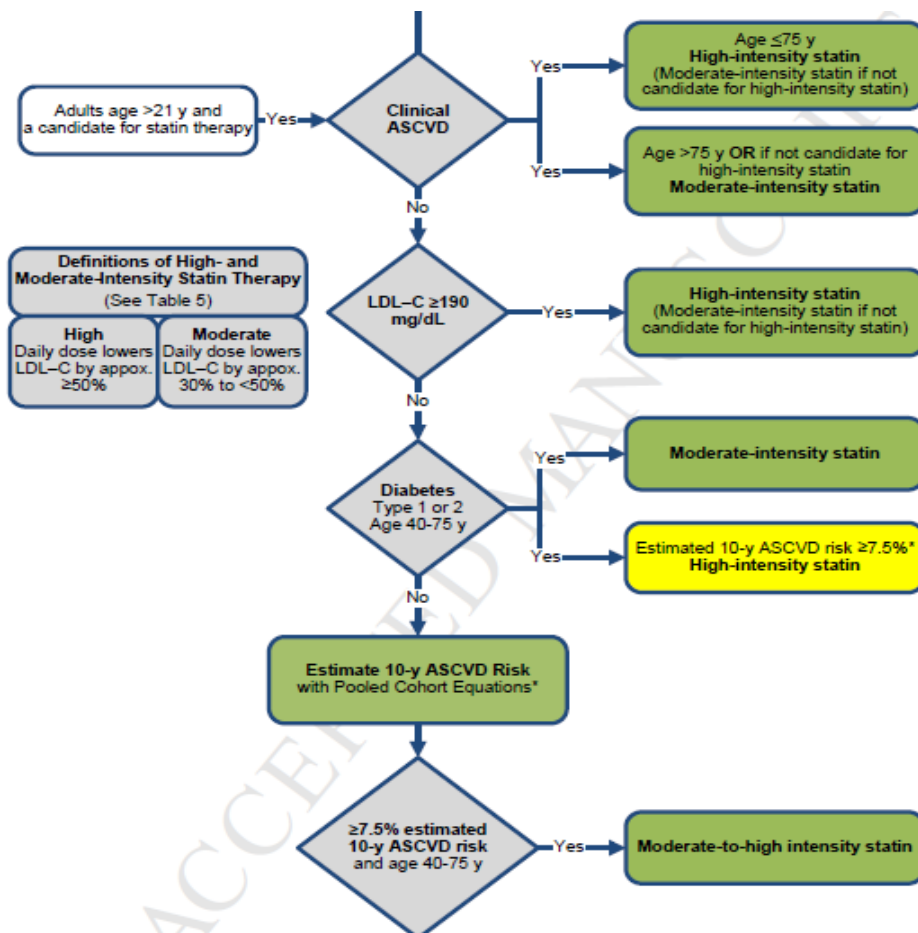 Adults age >21 y and
a candidate for statin therapy
Yes
Clinical
ASCVD
Yes
Age ≤75 y
High-intensity statin
(Moderate-intensity statin if not
candidate for high-intensity statin)
Yes
Age >75 y OR if not candidate for
high-intensity statin
Moderate-intensity statin
No
Definitions of High- and
Moderate-Intensity Statin Therapy
(See Table 5)
High
Daily dose lowers
LDL–C by appox.
≥50%
Moderate
Daily dose lowers
LDL–C by appox.
30% to <50%
LDL–C ≥190
mg/dL
Yes
High-intensity statin
(Moderate-intensity statin if not
candidate for high-intensity statin)
No
Diabetes
Type 1 or 2
Age 40-75 y
Yes
Moderate-intensity statin
Yes
Estimated 10-y ASCVD risk ≥7.5%*
High-intensity statin
No
Estimate 10-y ASCVD Risk
with Pooled Cohort Equations*
≥7.5% estimated
10-y ASCVD risk
and age 40-75 y
Yes
Moderate-to-high intensity statin
ACCEPTED MANUSCRIPT